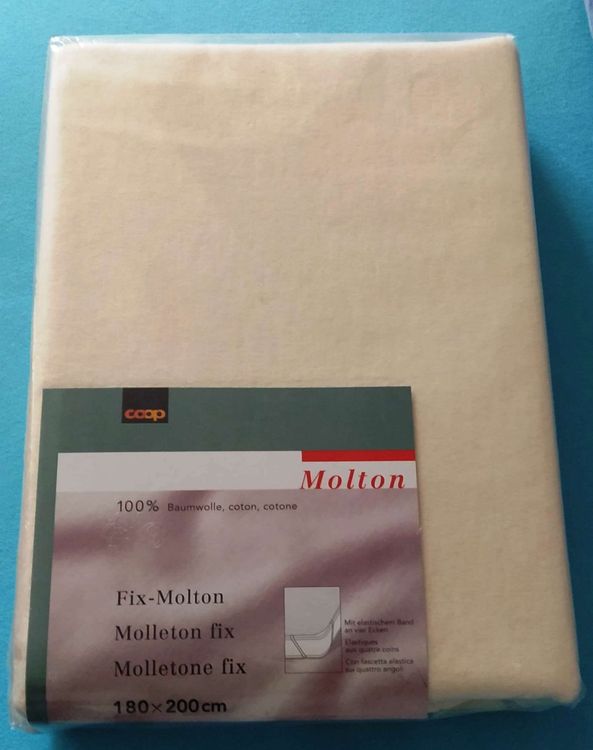 coop
Molton
100% Baumwolle, coton, cotone
Fix-Molton
Molleton fix
Molletone fix
180×200cm
Mit elastischem Band
an vier Ecken
Elastiques
aux quatre coins
Con fascetta elastica
aux quattro angoli